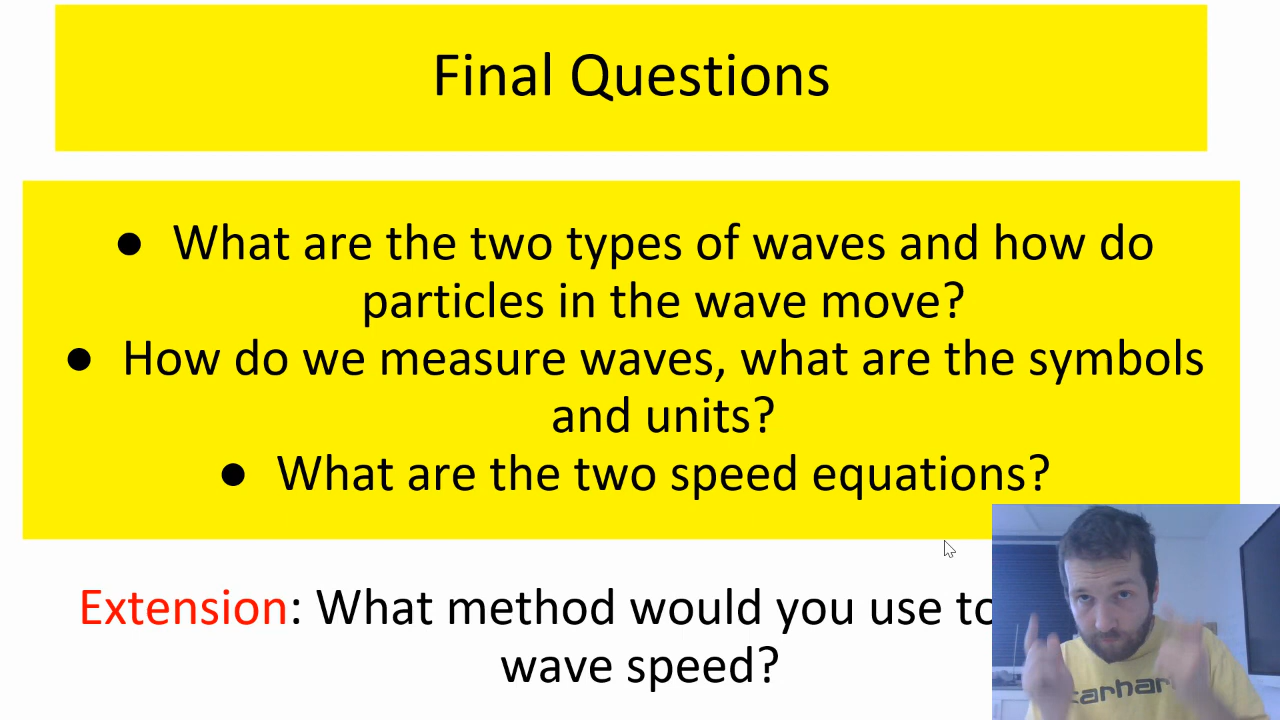 Final Questions
● What are the two types of waves and how do
particles in the wave move?
● How do we measure waves, what are the symbols
and units?
● What are the two speed equations?
Extension: What method would you use to
wave speed?
carhar